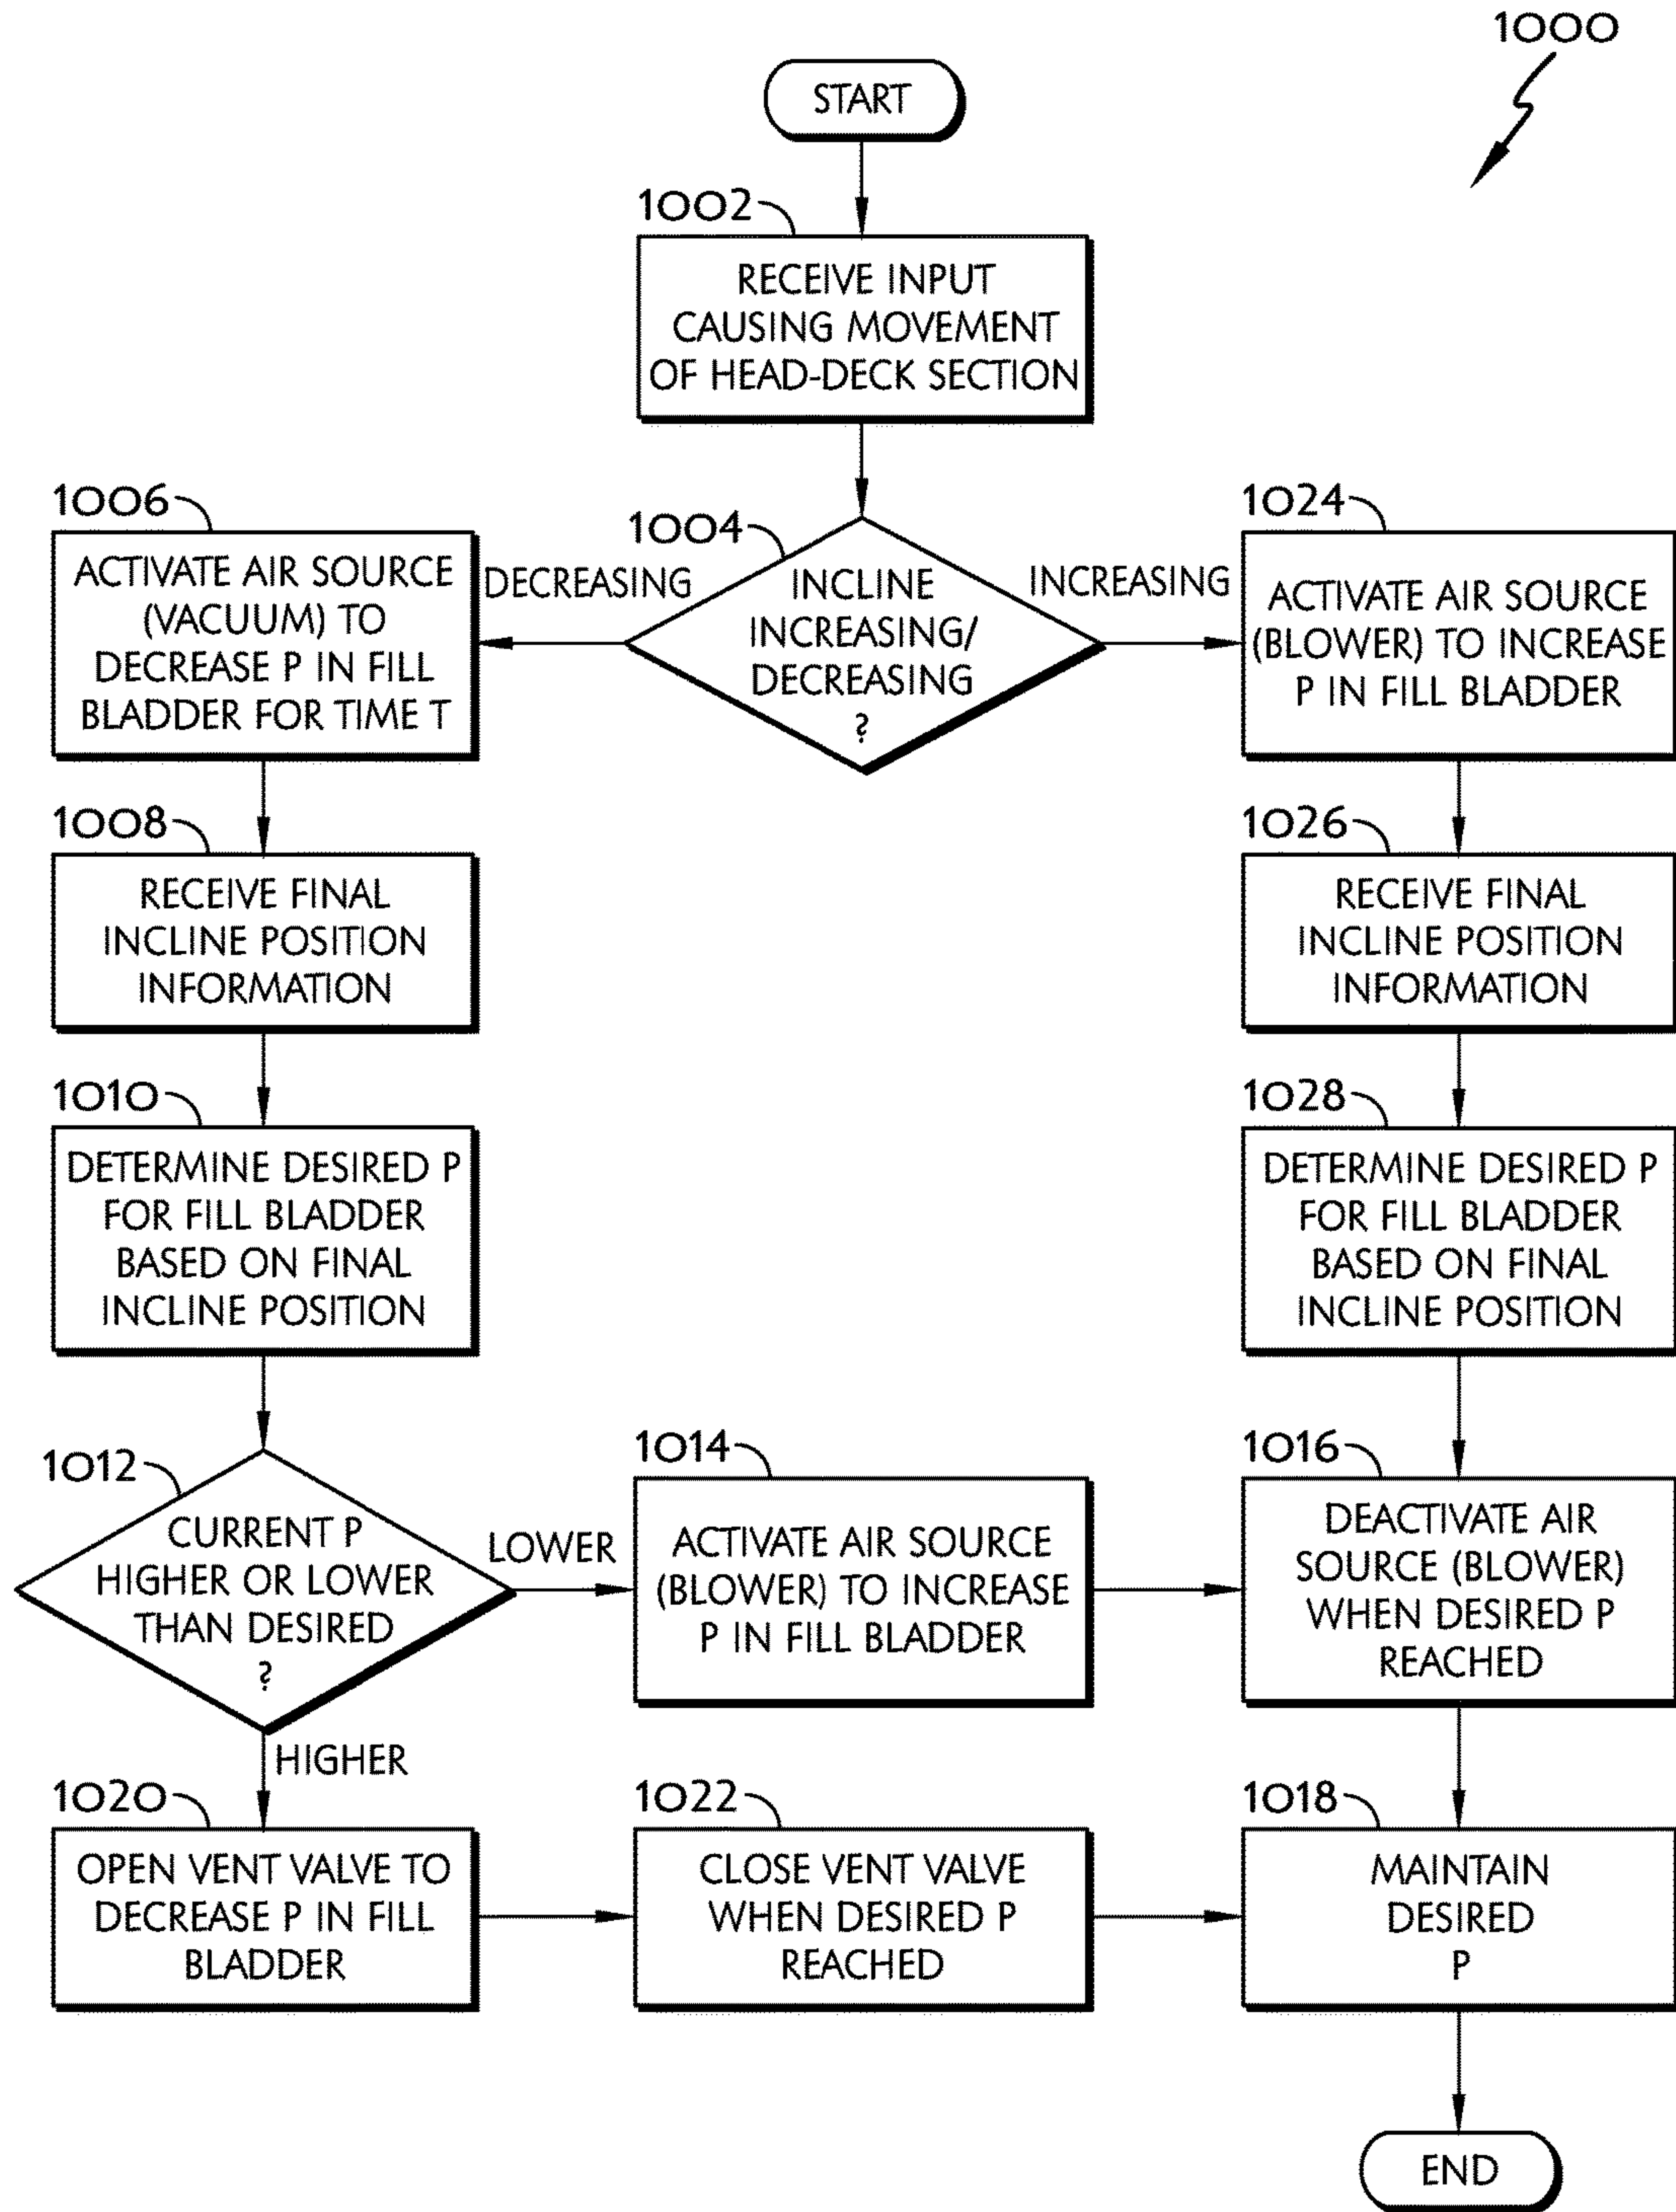 1000
START
1002
RECEIVE INPUT
CAUSING MOVEMENT
OF HEAD-DECK SECTION
1004
INCLINE
INCREASING/
DECREASING
?
DECREASING
INCREASING
1006
ACTIVATE AIR SOURCE
(VACUUM) TO
DECREASE P IN FILL
BLADDER FOR TIME T
1024
ACTIVATE AIR SOURCE
(BLOWER) TO INCREASE
P IN FILL BLADDER
1008
RECEIVE FINAL
INCLINE POSITION
INFORMATION
1026
RECEIVE FINAL
INCLINE POSITION
INFORMATION
1010
DETERMINE DESIRED P
FOR FILL BLADDER
BASED ON FINAL
INCLINE POSITION
1028
DETERMINE DESIRED P
FOR FILL BLADDER
BASED ON FINAL
INCLINE POSITION
1012
CURRENT P
HIGHER OR LOWER
THAN DESIRED
?
LOWER
1014
ACTIVATE AIR SOURCE
(BLOWER) TO INCREASE
P IN FILL BLADDER
1016
DEACTIVATE AIR
SOURCE (BLOWER)
WHEN DESIRED P
REACHED
HIGHER
1020
OPEN VENT VALVE TO
DECREASE P IN FILL
BLADDER
1022
CLOSE VENT VALVE
WHEN DESIRED P
REACHED
1018
MAINTAIN
DESIRED
P
END